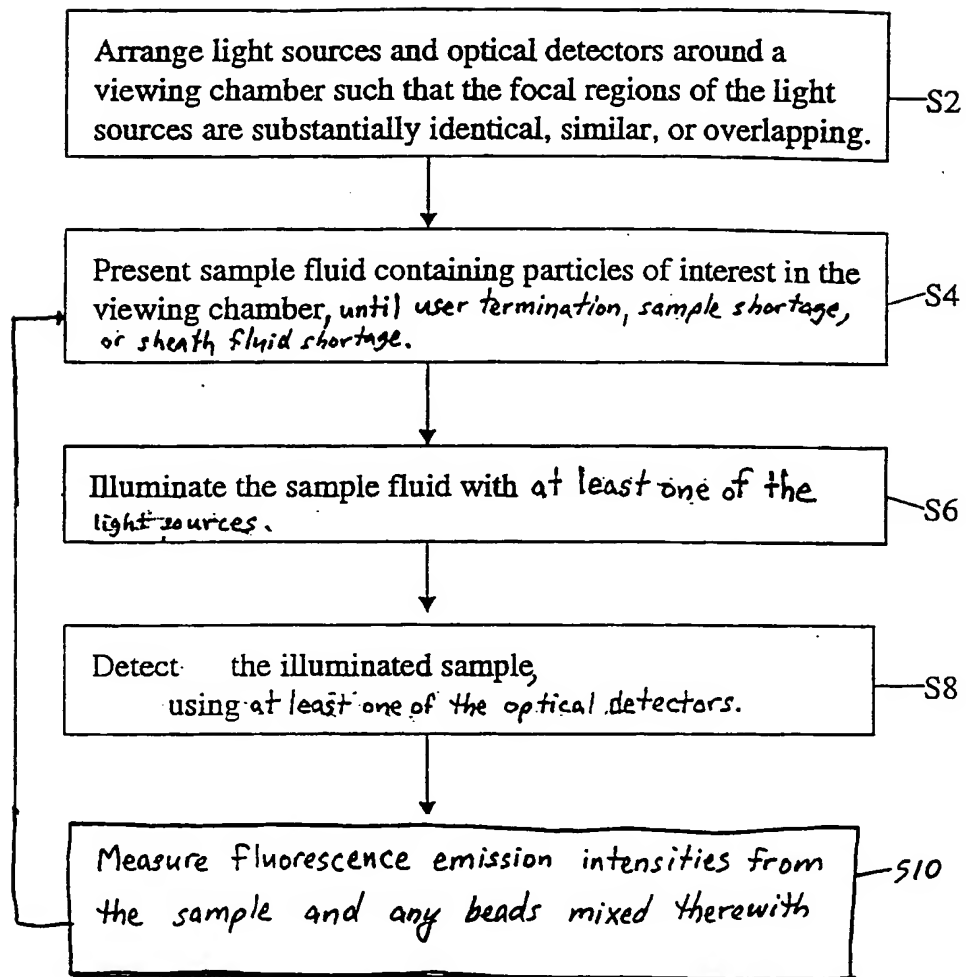 Arrange light sources and optical detectors around a
viewing chamber such that the focal regions of the light
sources are substantially identical, similar, or overlapping.
S2
Present sample fluid containing particles of interest in the
viewing chamber, until user termination, sample shortage,
or sheath fluid shortage.
S4
Illuminate the sample fluid with at least one of the
light sources.
S6
Detect the illuminated sample,
using at least one of the optical detectors.
S8
Measure fluorescence emission intensities from
the sample and any beads mixed therewith
S10